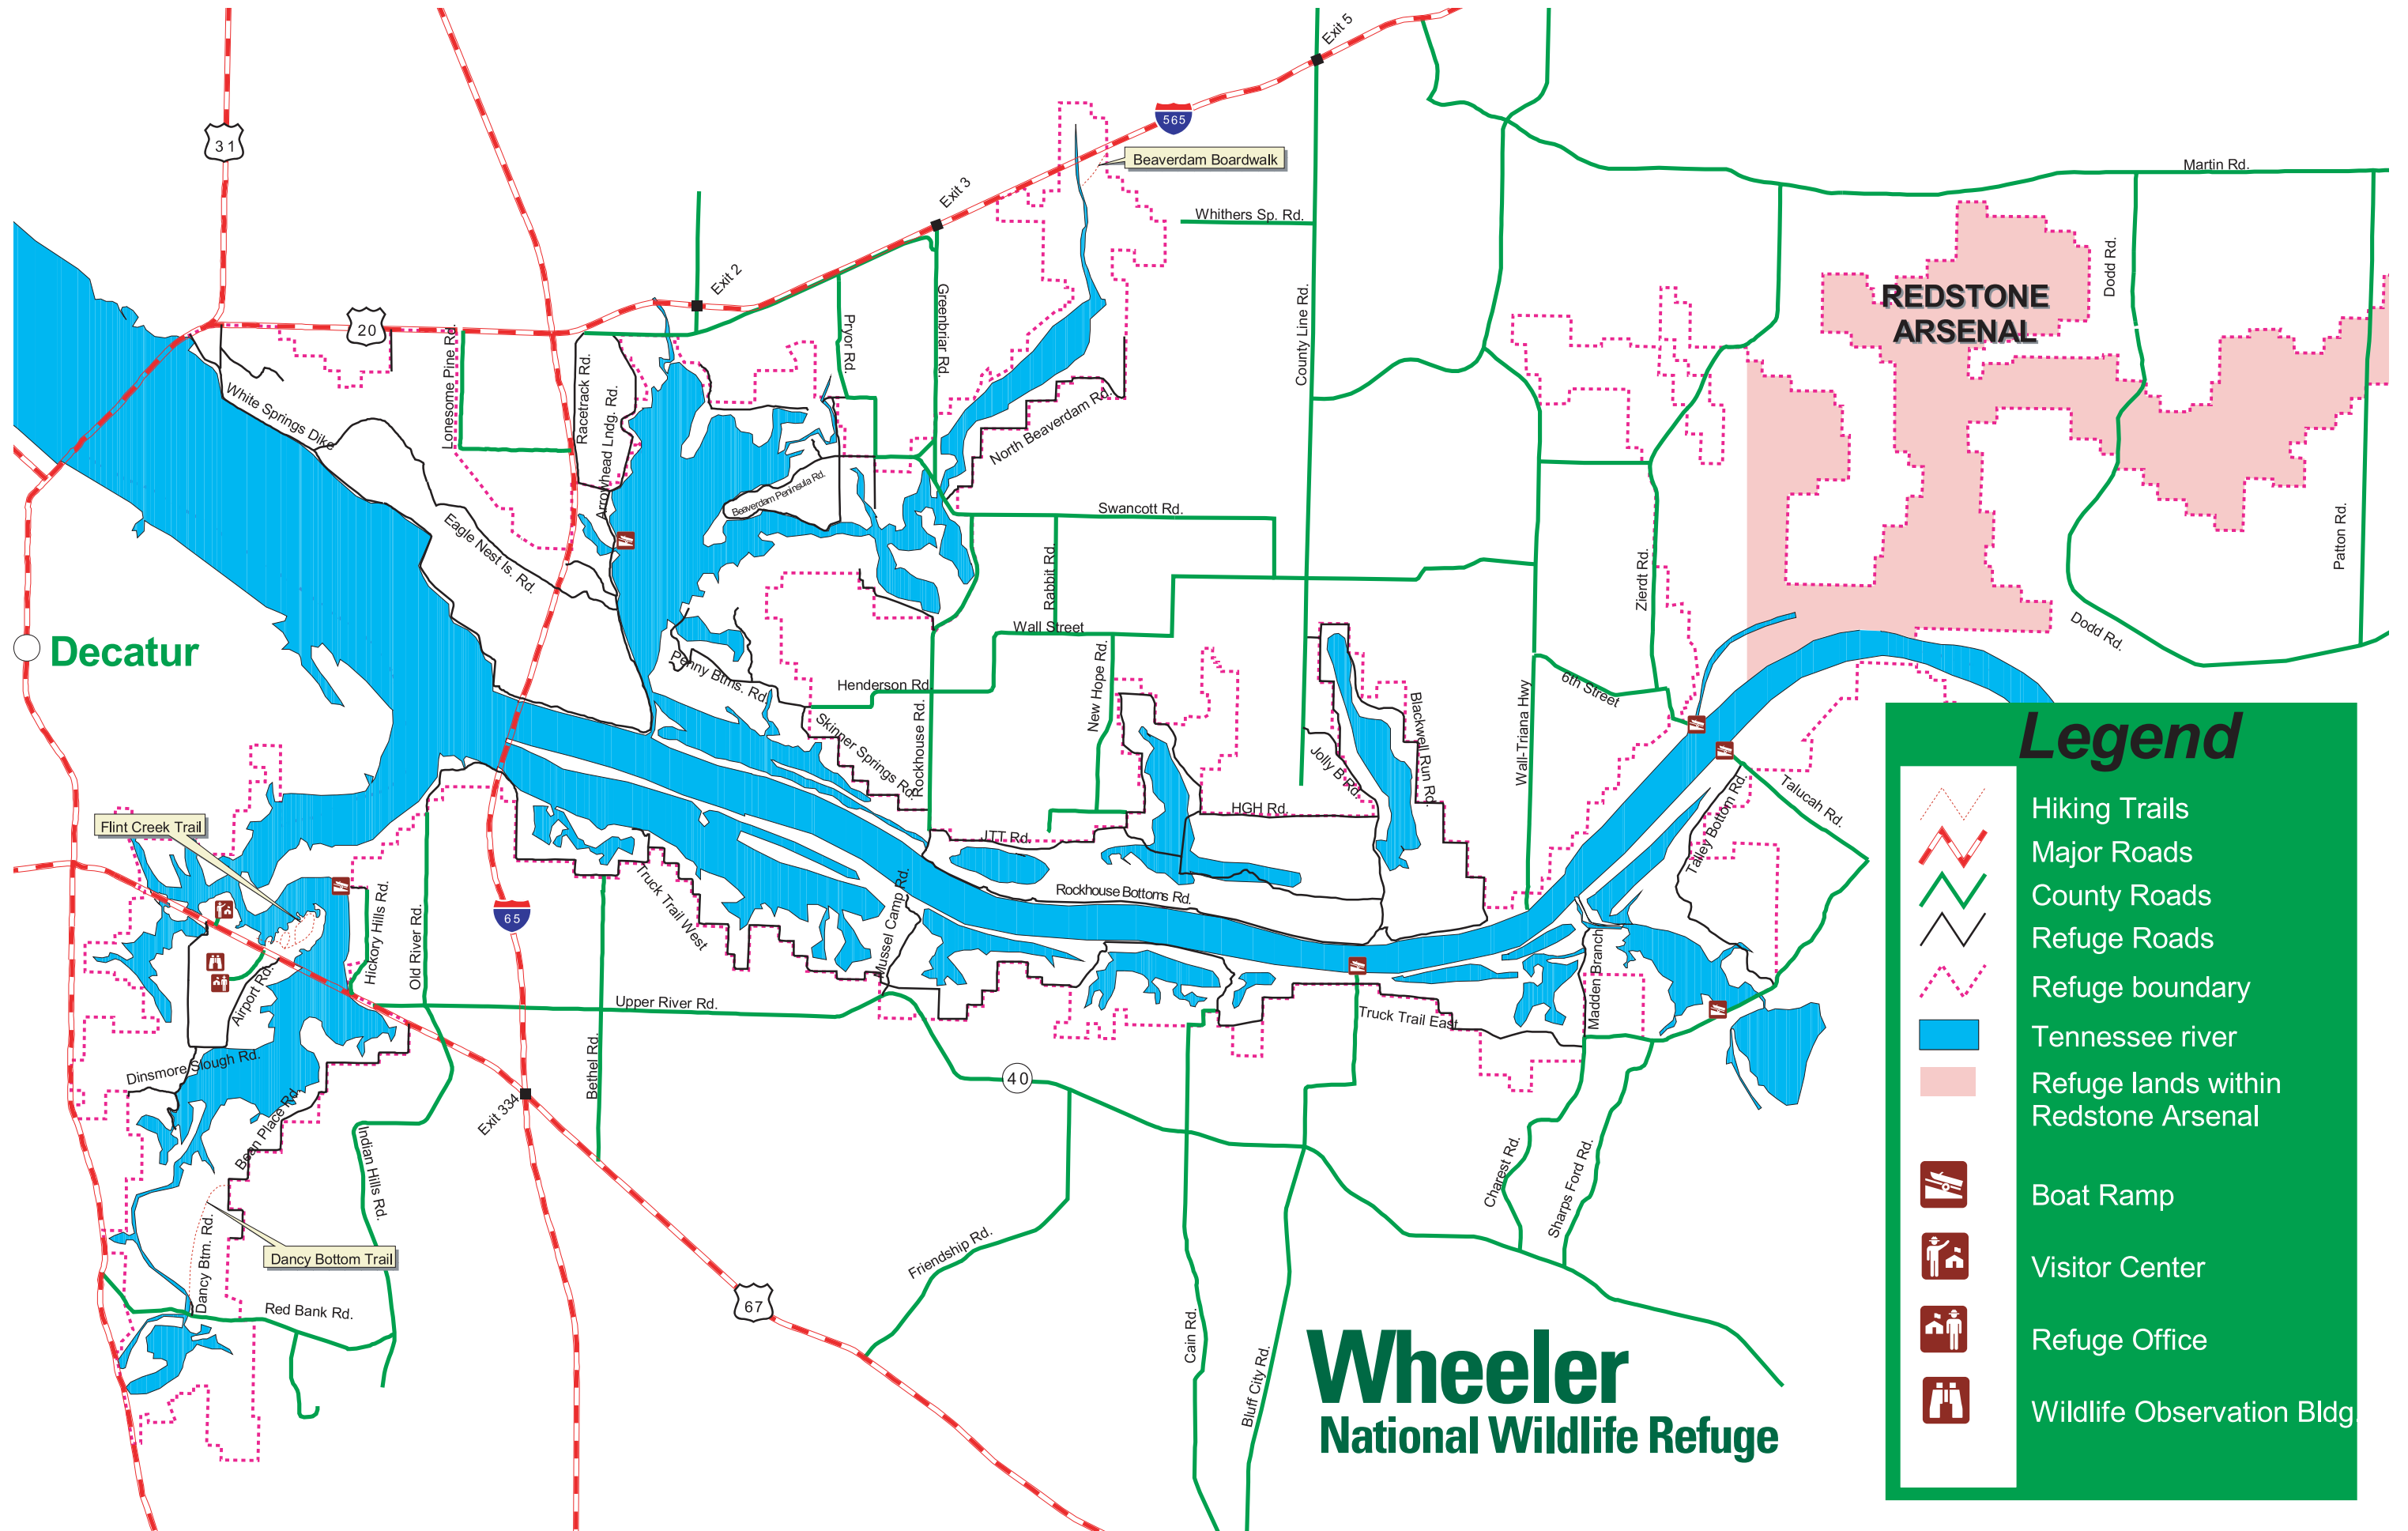 Exit 5
565
Beaverdam Boardwalk
31
Martin Rd.
Exit 3
Whithers Sp. Rd.
Dodd Rd.
Exit 2
REDSTONE
ARSENAL
20
Lonesome Pine Rd.
Racetrack Rd.
Arrowhead Lndg. Rd.
Pryor Rd.
Greenbriar Rd.
County Line Rd.
White Springs Dike
North Beaverdam Rd.
Beaverdam Peninsula Rd.
Swancott Rd.
Eagle Nest Is. Rd.
Rabbit Rd.
Zierdt Rd.
Patton Rd.
Wall Street
Dodd Rd.
Decatur
Penny Btms. Rd.
Henderson Rd.
New Hope Rd.
6th Street
Skinner Springs Rd.
Rockhouse Rd.
Jolly B Rd.
Blackwell Run Rd.
Wall-Triana Hwy
Talucah Rd.
Talley Bottom Rd.
HGH Rd.
JTT Rd.
Flint Creek Trail
Truck Trail West
Mussel Camp Rd.
Rockhouse Bottoms Rd.
Hickory Hills Rd.
Old River Rd.
65
Madden Branch
Airport Rd.
Upper River Rd.
Truck Trail East
Dinsmore Slough Rd.
Bethel Rd.
40
Exit 334
Bean Place Rd.
Indian Hills Rd.
Charest Rd.
Sharps Ford Rd.
Dancy Btm. Rd.
Dancy Bottom Trail
Friendship Rd.
67
Red Bank Rd.
Cain Rd.
Bluff City Rd.
Wheeler
National Wildlife Refuge
Legend
Hiking Trails
Major Roads
County Roads
Refuge Roads
Refuge boundary
Tennessee river
Refuge lands within
Redstone Arsenal
Boat Ramp
Visitor Center
Refuge Office
Wildlife Observation Bldg.